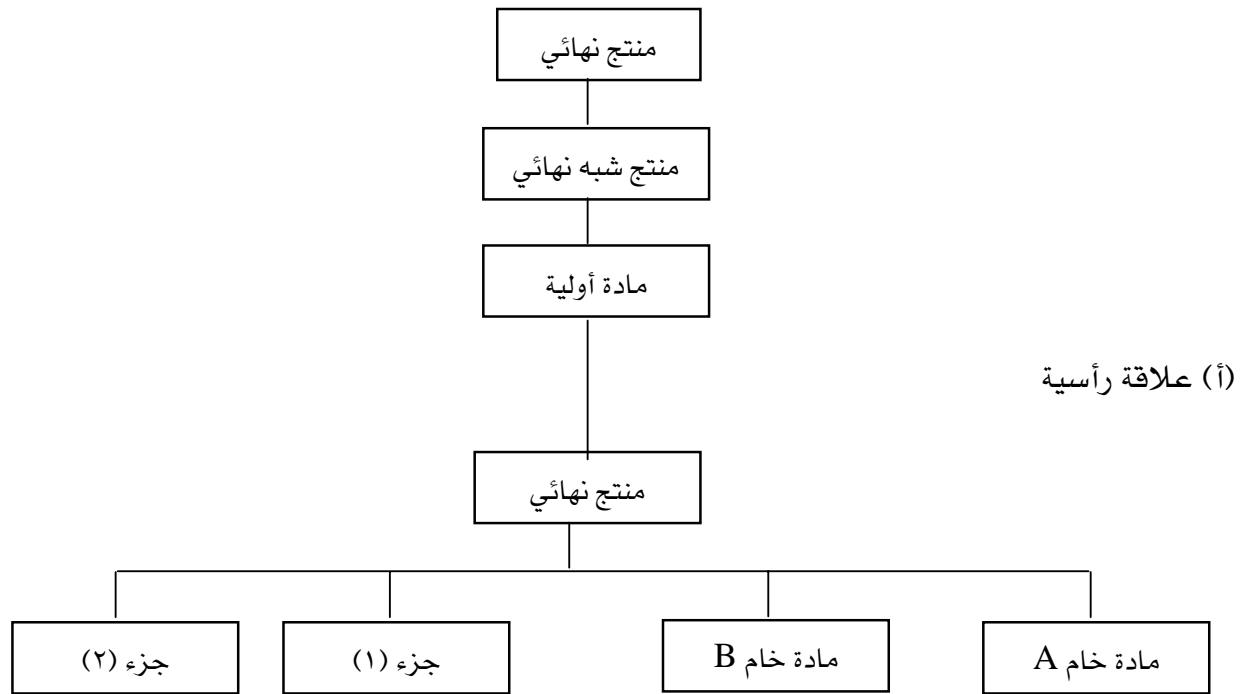 منتج نهائي
منتج شبه نهائي
مادة أولية
(أ) علاقة رأسية
منتج نهائي
مادة خام A
مادة خام B
جزء (١)
جزء (٢)